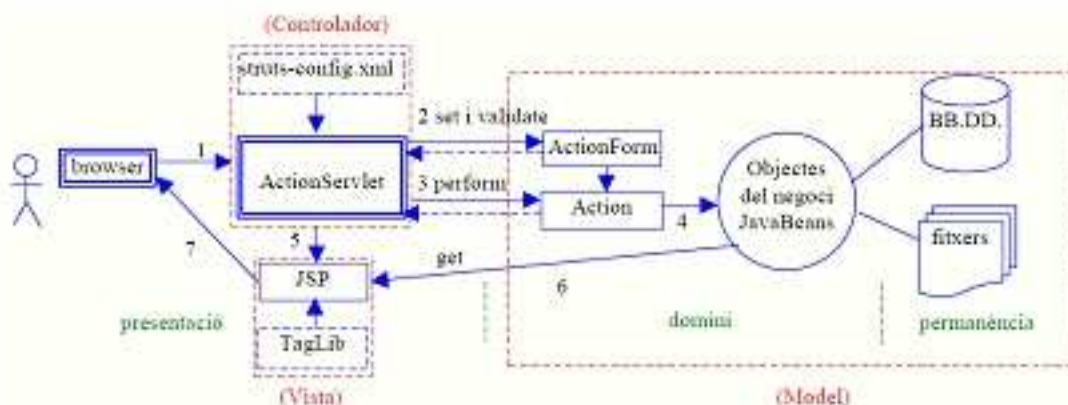 (Controlador)
struts-config.xml
2 set i validate
BB.DD.
browser
1
ActionServlet
ActionForm
3 perform
Action
4
Objectes
del negoci
JavaBeans
fitxers
7
5
get
6
JSP
presentació
domini
permanència
TagLib
(Vista)
(Model)